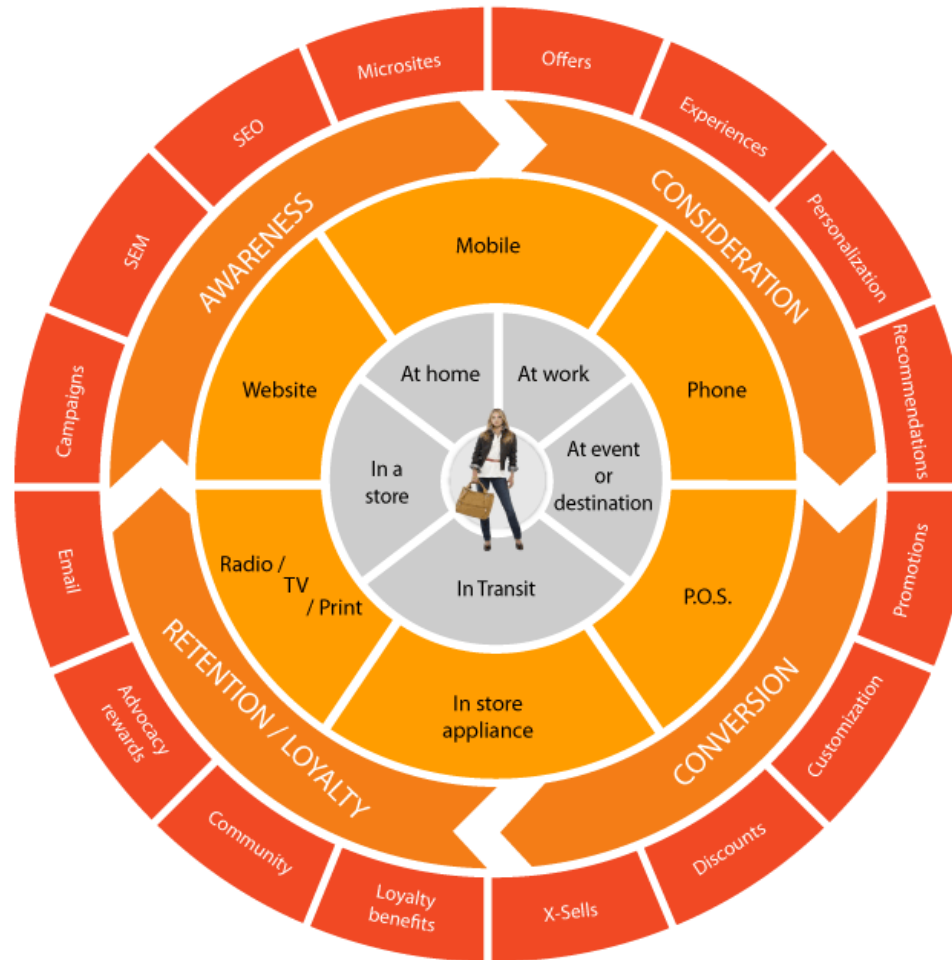 Microsites
Offers
Experiences
Personalization
Recommendations
Promotions
Customization
Discounts
X-Sells
Loyalty
benefits
Community
Advocacy
rewards
Email
Campaigns
SEM
SEO
AWARENESS
CONSIDERATION
CONVERSION
RETENTION / LOYALTY
Mobile
Phone
P.O.S.
In store
appliance
Radio /
TV
/ Print
Website
At home
At work
At event
or
destination
In Transit
In a
store